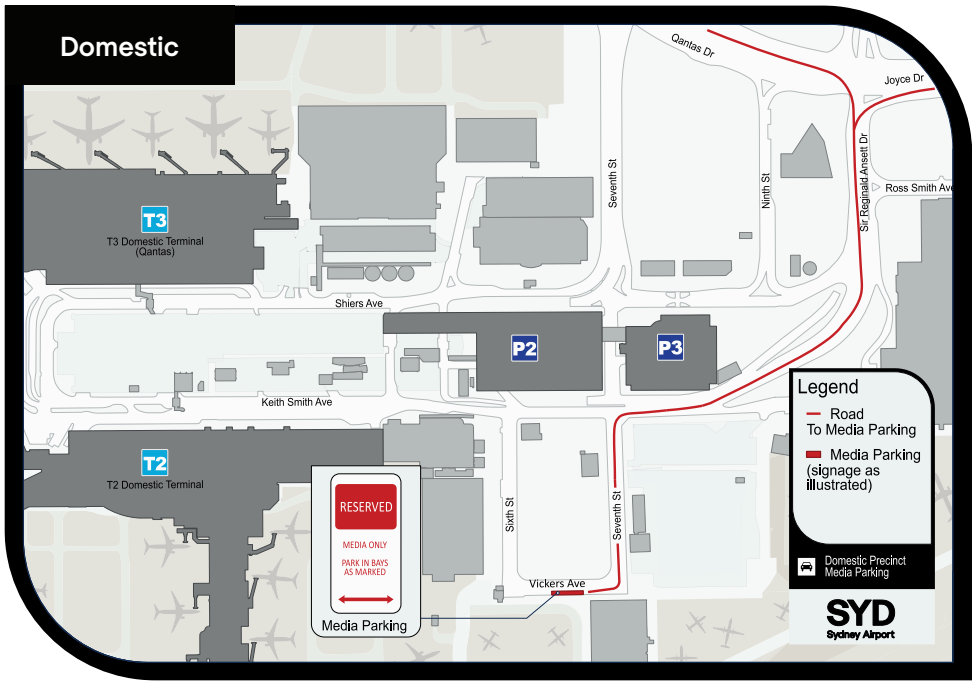 Domestic
Qantas Dr
Joyce Dr
Seventh St
Ninth St
Sir Reginald Ansett Dr
Ross Smith Ave
T3
T3 Domestic Terminal
(Qantas)
Shiers Ave
P2
P3
Keith Smith Ave
T2
T2 Domestic Terminal
Sixth St
Seventh St
Vickers Ave
RESERVED
MEDIA ONLY
PARK IN BAYS
AS MARKED
Media Parking
Legend
Road
To Media Parking
Media Parking
(signage as
illustrated)
Domestic Precinct
Media Parking
SYD
Sydney Airport